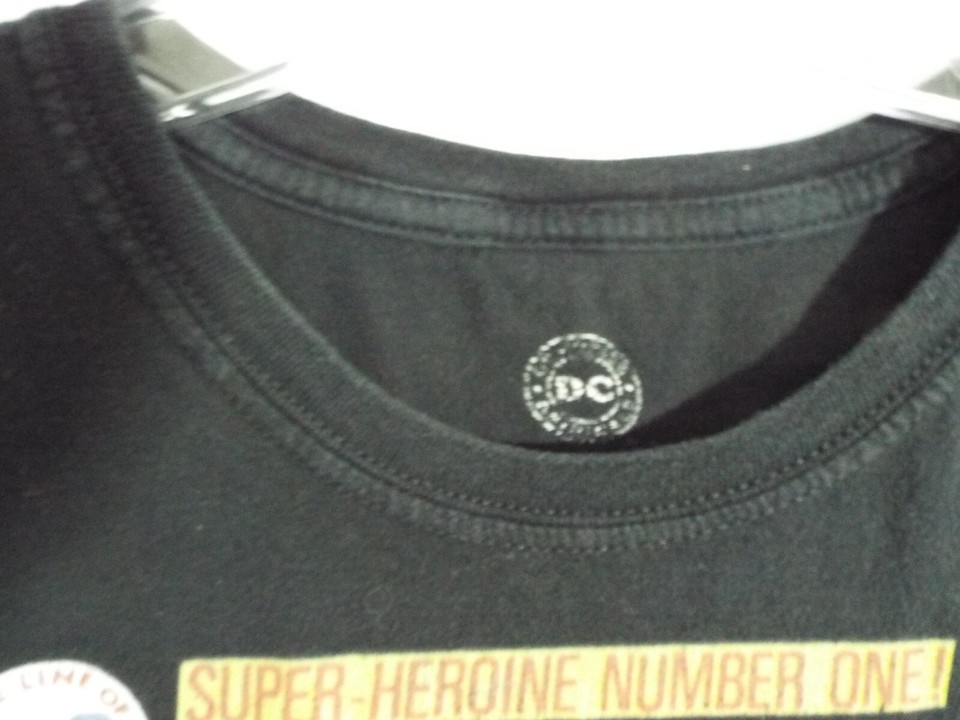 DC
SUPER-HEROINE NUMBER ONE!
LINE OF